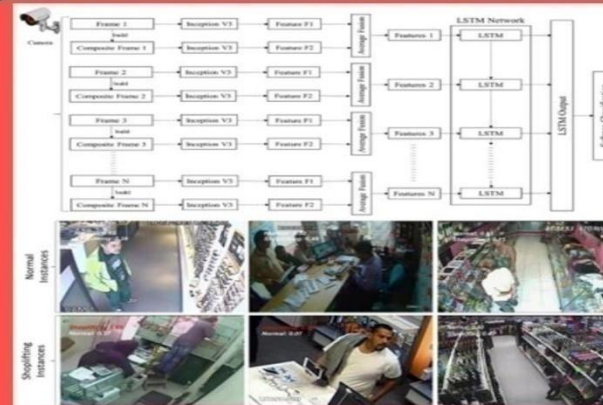 Camera
Frame 1
Inception V3
Feature F1
build
Composite Frame 1
Inception V3
Feature F2
Average Fusion
Features 1
LSTM Network
LSTM
Frame 2
Inception V3
Feature F1
build
Composite Frame 2
Inception V3
Feature F2
Average Fusion
Features 2
LSTM
Frame 3
Inception V3
Feature F1
build
Composite Frame 3
Inception V3
Feature F2
Average Fusion
Features 3
LSTM
Frame N
Inception V3
Feature F1
build
Composite Frame N
Inception V3
Feature F2
Average Fusion
Features N
LSTM
LSTM Output
Normal
Instances
Shoplifting
Instances